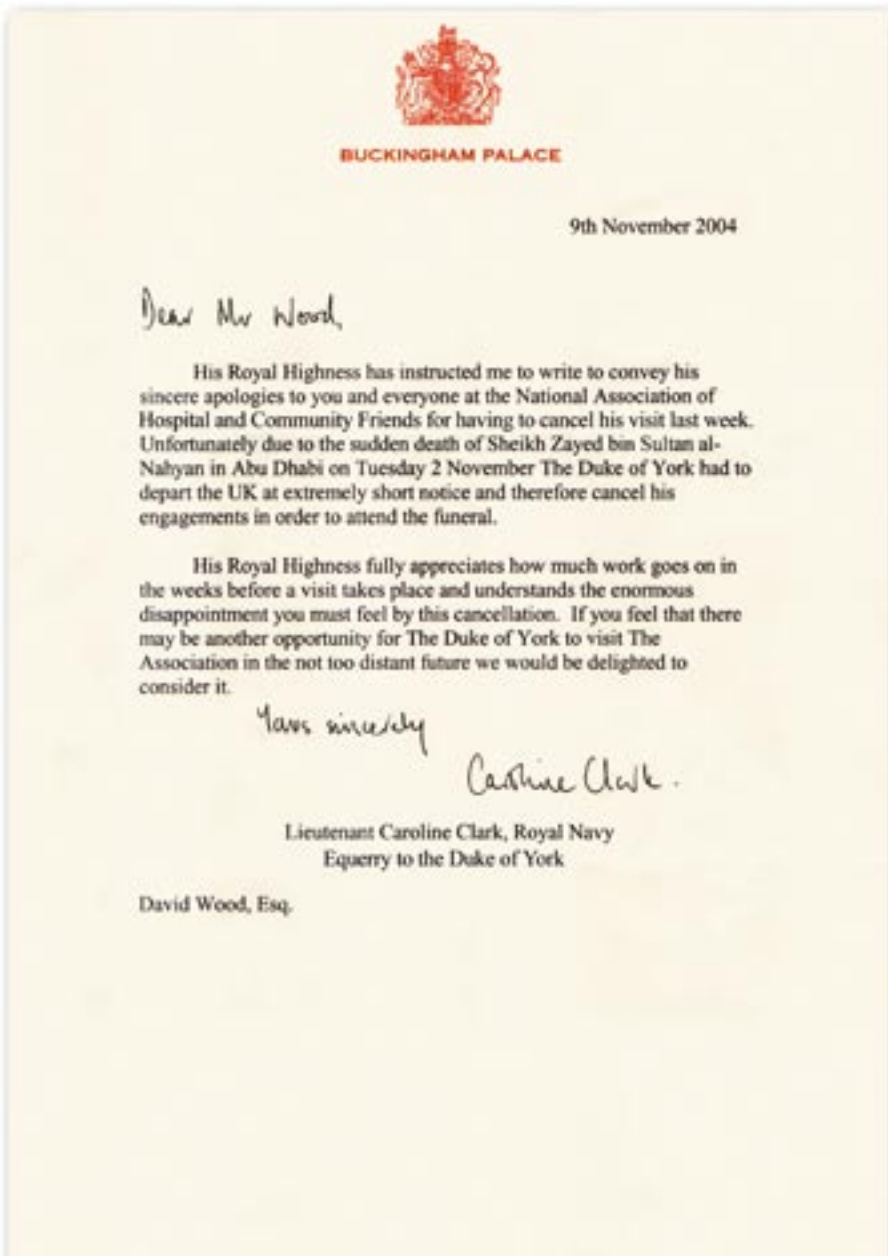 BUCKINGHAM PALACE
9th November 2004
Dear Mr Wood,
His Royal Highness has instructed me to write to convey his
sincere apologies to you and everyone at the National Association of
Hospital and Community Friends for having to cancel his visit last week.
Unfortunately due to the sudden death of Sheikh Zayed bin Sultan al-
Nahyan in Abu Dhabi on Tuesday 2 November The Duke of York had to
depart the UK at extremely short notice and therefore cancel his
engagements in order to attend the funeral.
His Royal Highness fully appreciates how much work goes on in
the weeks before a visit takes place and understands the enormous
disappointment you must feel by this cancellation. If you feel that there
may be another opportunity for The Duke of York to visit The
Association in the not too distant future we would be delighted to
consider it.
Yours sincerely
Caroline Clark.
Lieutenant Caroline Clark, Royal Navy
Equerry to the Duke of York
David Wood, Esq.